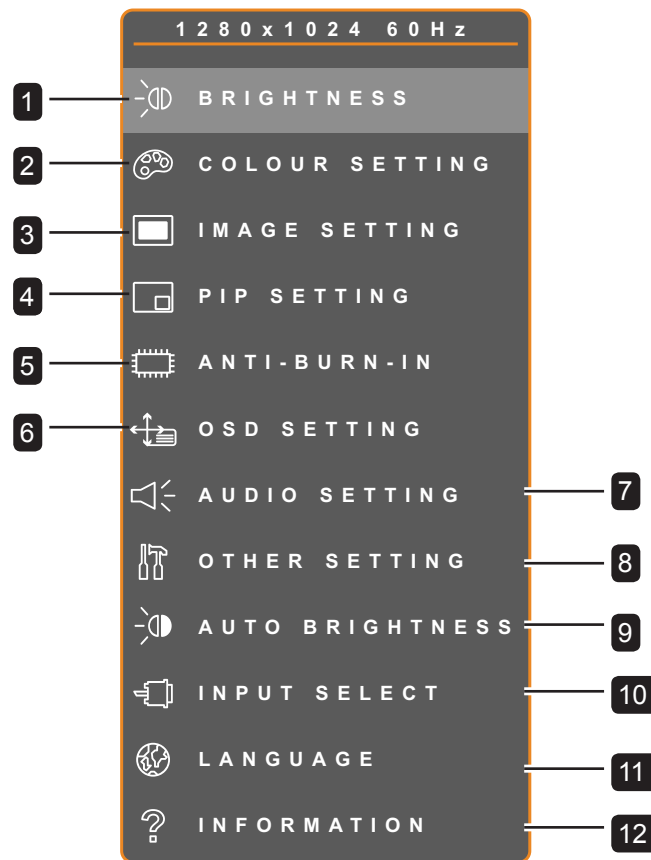 1280x1024 60Hz
1 BRIGHTNESS
2 COLOUR SETTING
3 IMAGE SETTING
4 PIP SETTING
5 ANTI-BURN-IN
6 OSD SETTING
AUDIO SETTING 7
OTHER SETTING 8
AUTO BRIGHTNESS 9
INPUT SELECT 10
LANGUAGE 11
INFORMATION 12